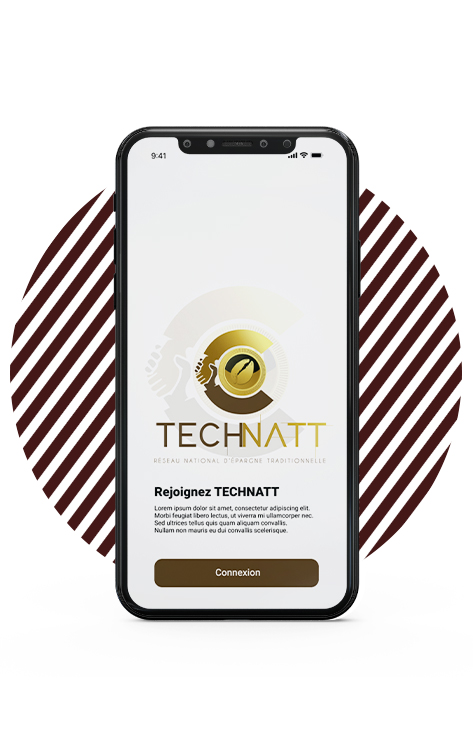 9:41
TECHNATT
RÉSEAU NATIONAL D'ÉPARGNE TRADITIONNELLE
Rejoignez TECHNATT
Lorem ipsum dolor sit amet, consectetur adipiscing elit.
Morbi feugiat libero lectus, ut viverra mi ullamcorper nec.
Sed ultrices tellus quis quam aliquam convallis.
Nullam non mauris eu dui convallis scelerisque.
Connexion